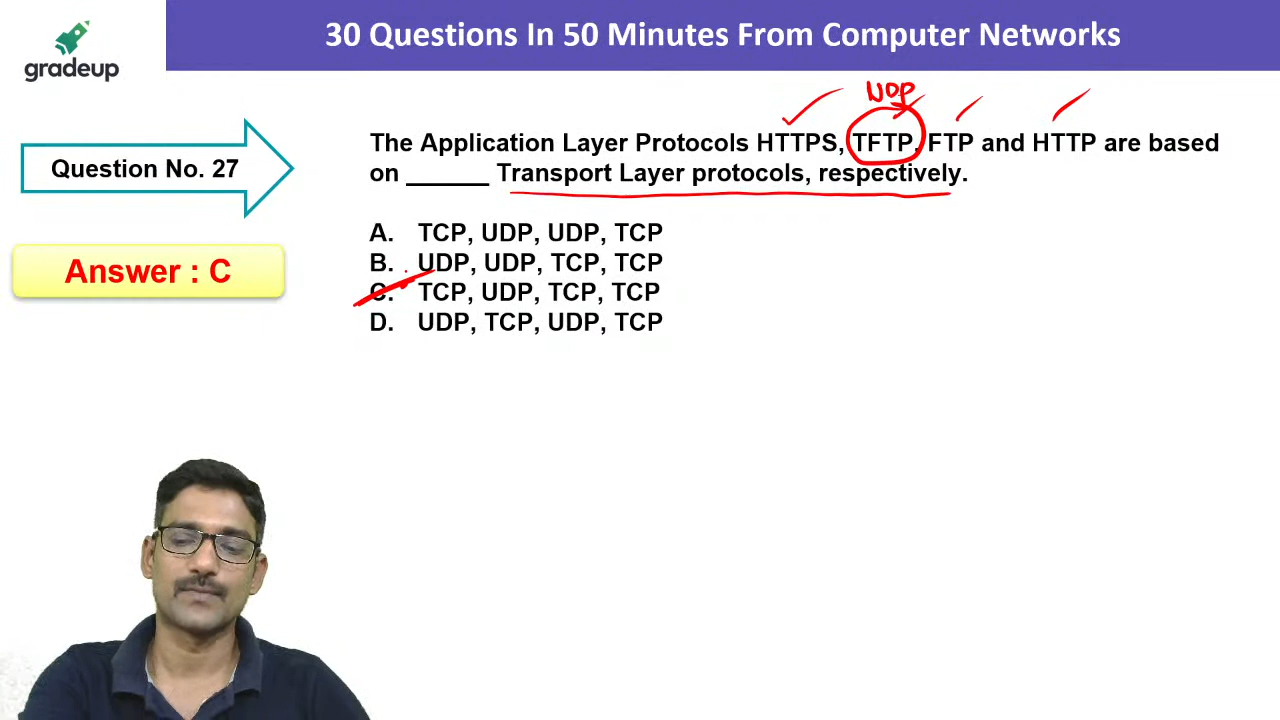 30 Questions In 50 Minutes From Computer Networks
gradeup
UDP
The Application Layer Protocols HTTPS, TFTP, FTP and HTTP are based
on ______ Transport Layer protocols, respectively.
Question No. 27
A. TCP, UDP, UDP, TCP
B. UDP, UDP, TCP, TCP
C. TCP, UDP, TCP, TCP
D. UDP, TCP, UDP, TCP
Answer : C